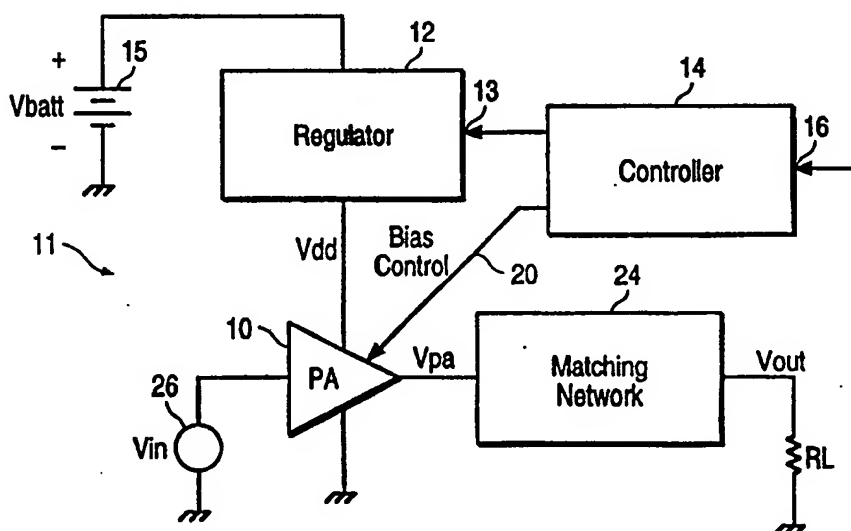 12
14
+
15
13
16
Vbatt
Regulator
Controller
-
Vdd
Bias
Control
11
20
24
10
PA
Vpa
Matching
Network
Vout
26
Vin
RL